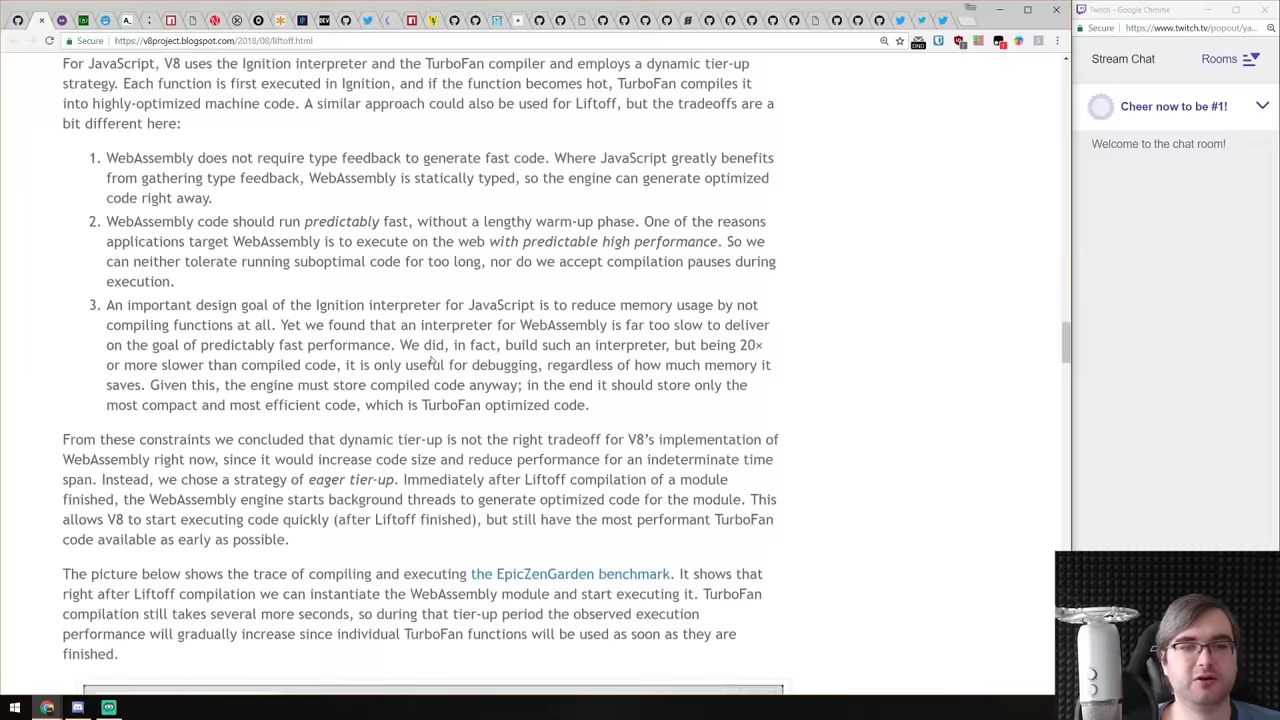 Twitch - Google Chrome
Secure
https://v8project.blogspot.com/2018/08/liftoff.html
Secure
https://www.twitch.tv/popout/ya
For JavaScript, V8 uses the Ignition interpreter and the TurboFan compiler and employs a dynamic tier-up
strategy. Each function is first executed in Ignition, and if the function becomes hot, TurboFan compiles it
into highly-optimized machine code. A similar approach could also be used for Liftoff, but the tradeoffs are a
bit different here:
1. WebAssembly does not require type feedback to generate fast code. Where JavaScript greatly benefits
from gathering type feedback, WebAssembly is statically typed, so the engine can generate optimized
code right away.
2. WebAssembly code should run predictably fast, without a lengthy warm-up phase. One of the reasons
applications target WebAssembly is to execute on the web with predictable high performance. So we
can neither tolerate running suboptimal code for too long, nor do we accept compilation pauses during
execution.
3. An important design goal of the Ignition interpreter for JavaScript is to reduce memory usage by not
compiling functions at all. Yet we found that an interpreter for WebAssembly is far too slow to deliver
on the goal of predictably fast performance. We did, in fact, build such an interpreter, but being 20×
or more slower than compiled code, it is only useful for debugging, regardless of how much memory it
saves. Given this, the engine must store compiled code anyway; in the end it should store only the
most compact and most efficient code, which is TurboFan optimized code.
From these constraints we concluded that dynamic tier-up is not the right tradeoff for V8's implementation of
WebAssembly right now, since it would increase code size and reduce performance for an indeterminate time
span. Instead, we chose a strategy of eager tier-up. Immediately after Liftoff compilation of a module
finished, the WebAssembly engine starts background threads to generate optimized code for the module. This
allows V8 to start executing code quickly (after Liftoff finished), but still have the most performant TurboFan
code available as early as possible.
The picture below shows the trace of compiling and executing the EpicZenGarden benchmark. It shows that
right after Liftoff compilation we can instantiate the WebAssembly module and start executing it. TurboFan
compilation still takes several more seconds, so during that tier-up period the observed execution
performance will gradually increase since individual TurboFan functions will be used as soon as they are
finished.
Stream Chat
Rooms
Cheer now to be #1!
Welcome to the chat room!